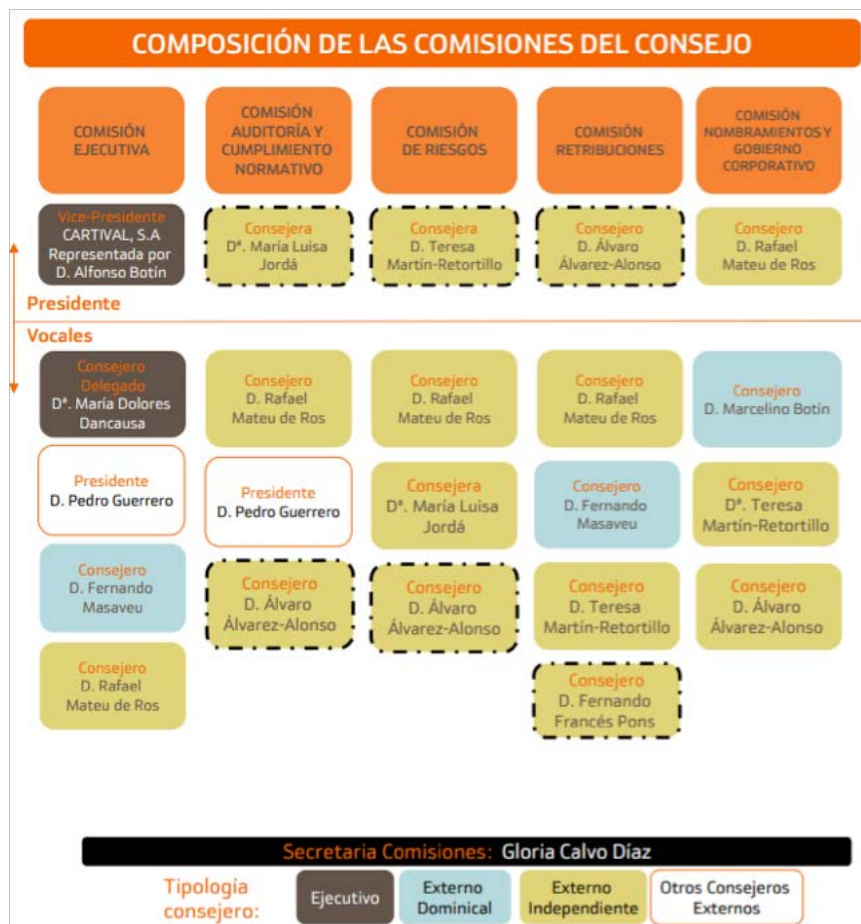 COMPOSICIÓN DE LAS COMISIONES DEL CONSEJO
COMISIÓN
EJECUTIVA
COMISIÓN
AUDITORÍA Y
CUMPLIMIENTO
NORMATIVO
COMISIÓN
DE RIESGOS
COMISIÓN
RETRIBUCIONES
COMISIÓN
NOMBRAMIENTOS Y
GOBIERNO
CORPORATIVO
Vice-Presidente
CARTIVAL, S.A
Representada por
D. Alfonso Botín
Consejera
Dª. María Luisa
Jordá
Consejera
D. Teresa
Martín-Retortillo
Consejero
D. Álvaro
Álvarez-Alonso
Consejero
D. Rafael
Mateu de Ros
Presidente
Vocales
Consejero
Delegado
Dª. María Dolores
Dancausa
Consejero
D. Rafael
Mateu de Ros
Consejero
D. Rafael
Mateu de Ros
Consejero
D. Rafael
Mateu de Ros
Consejero
D. Marcelino Botín
Presidente
D. Pedro Guerrero
Presidente
D. Pedro Guerrero
Consejera
Dª. María Luisa
Jordá
Consejero
D. Fernando
Masaveu
Consejero
Dª. Teresa
Martín-Retortillo
Consejero
D. Fernando
Masaveu
Consejero
D. Álvaro
Álvarez-Alonso
Consejero
D. Álvaro
Álvarez-Alonso
Consejero
D. Teresa
Martín-Retortillo
Consejero
D. Álvaro
Álvarez-Alonso
Consejero
D. Rafael
Mateu de Ros
Consejero
D. Fernando
Francés Pons
Secretaria Comisiones: Gloria Calvo Díaz
Tipología
consejero:
Ejecutivo
Externo
Dominical
Externo
Independiente
Otros Consejeros
Externos